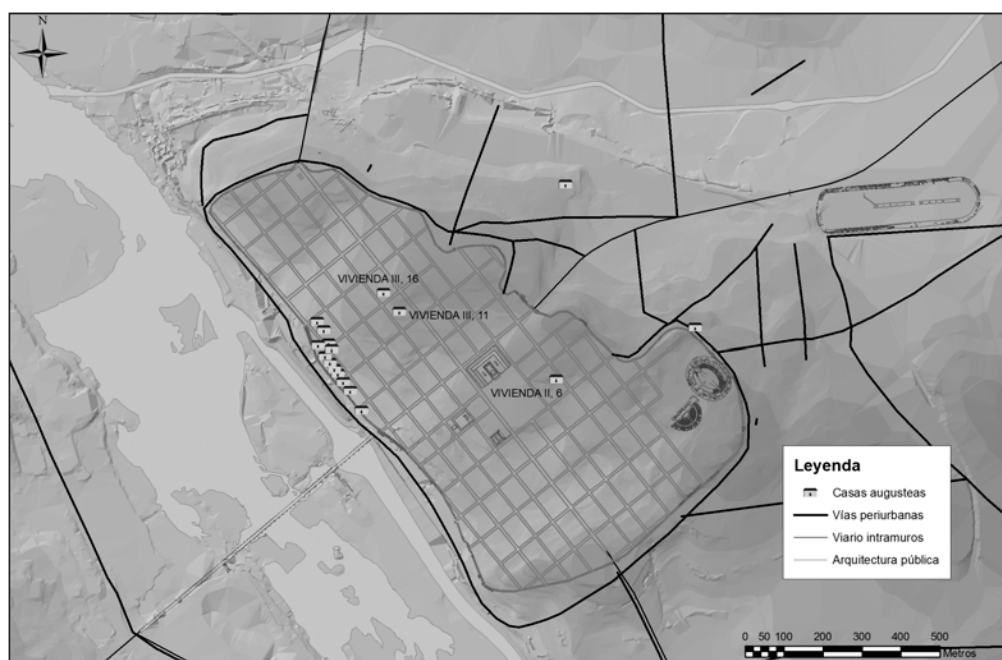 N
VIVIENDA III, 16
VIVIENDA III, 11
VIVIENDA II, 6
Leyenda
Casas augusteas
Vías periurbanas
Viario intramuros
Arquitectura pública
0 50 100 200 300 400 500
Metros